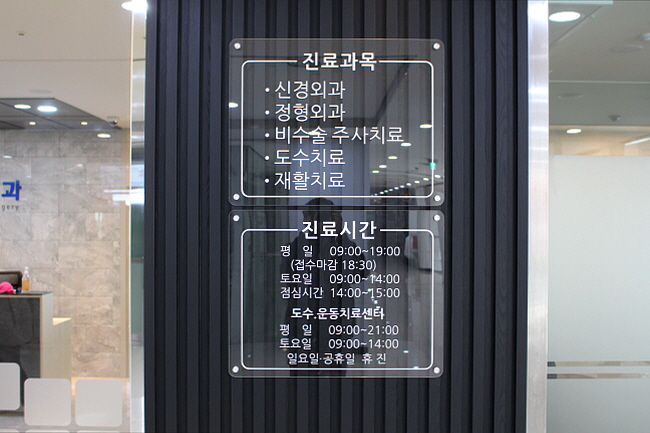 과
진료과목
• 신경외과
• 정형외과
• 비수술 주사치료
• 도수치료
• 재활치료
진료시간
평 일 09:00~19:00
(접수마감 18:30)
토요일 09:00~14:00
점심시간 14:00~15:00
도수.운동치료센타
평 일 09:00~21:00
토요일 09:00~14:00
일요일·공휴일 휴 진